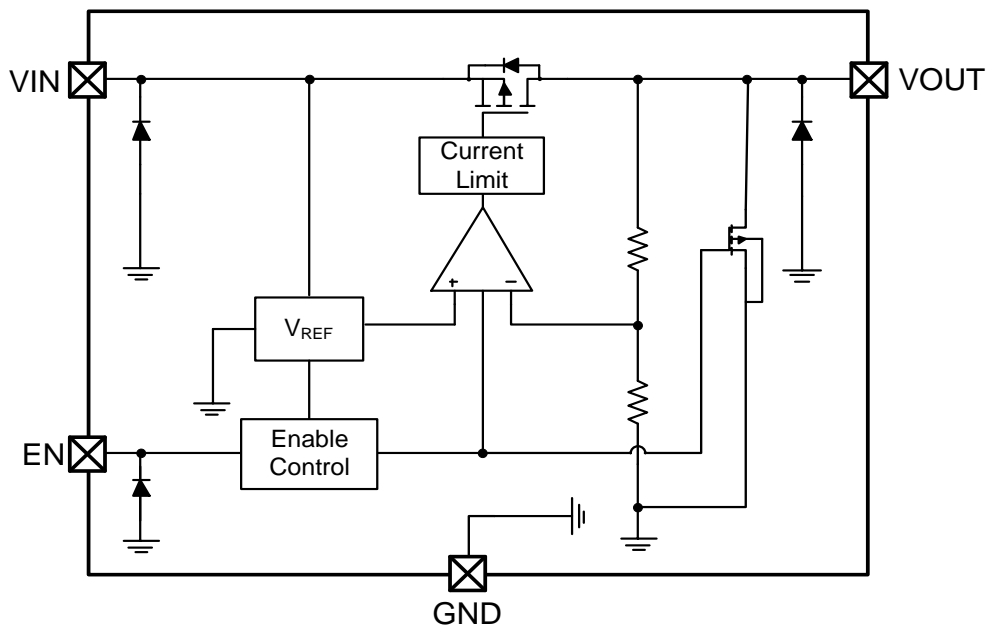 VIN
VOUT
Current
Limit
+
−
VREF
EN
Enable
Control
GND